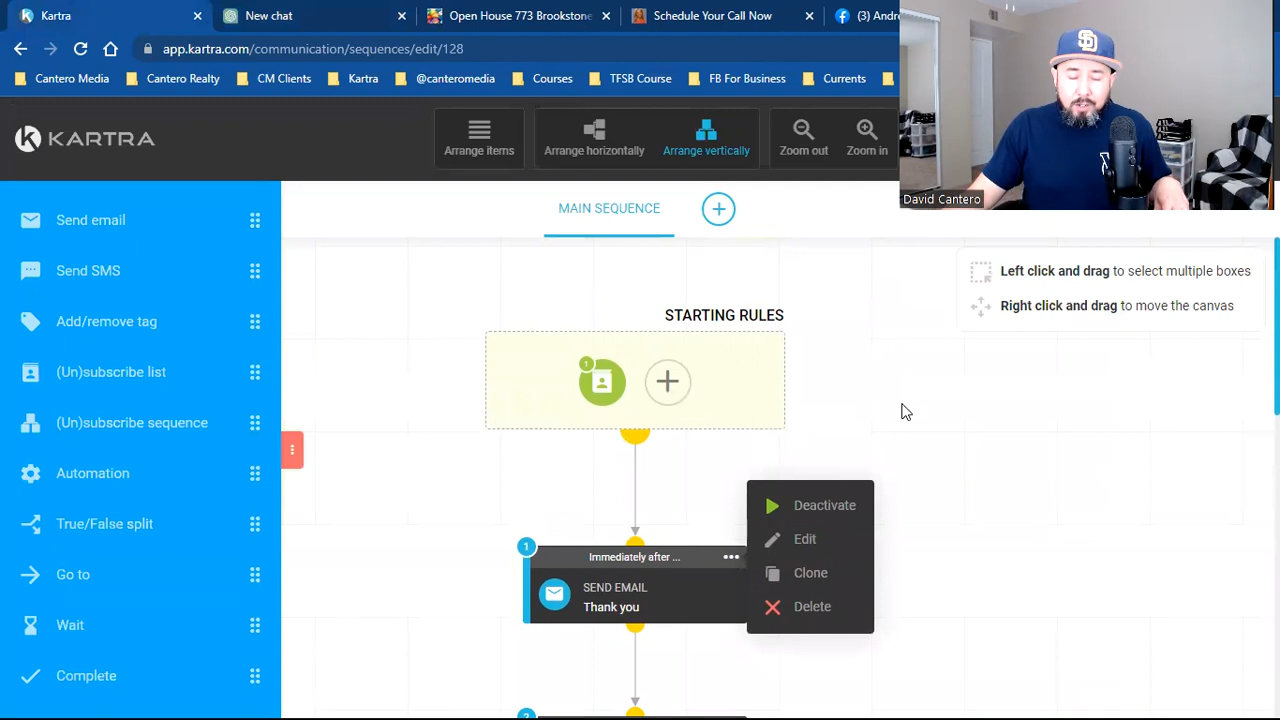 Kartra
New chat
Open House 773 Brookstone
Schedule Your Call Now
(3) Andre
app.kartra.com/communication/sequences/edit/128
Cantero Media
Cantero Realty
CM Clients
Kartra
@canteromedia
Courses
TFSB Course
FB For Business
Currents
KARTRA
Arrange items
Arrange horizontally
Arrange vertically
Zoom out
Zoom in
SD
David Cantero
Send email
Send SMS
Add/remove tag
(Un)subscribe list
(Un)subscribe sequence
Automation
True/False split
Go to
Wait
Complete
MAIN SEQUENCE
Left click and drag to select multiple boxes
Right click and drag to move the canvas
STARTING RULES
1
1
Immediately after ...
SEND EMAIL
Thank you
Deactivate
Edit
Clone
Delete
2